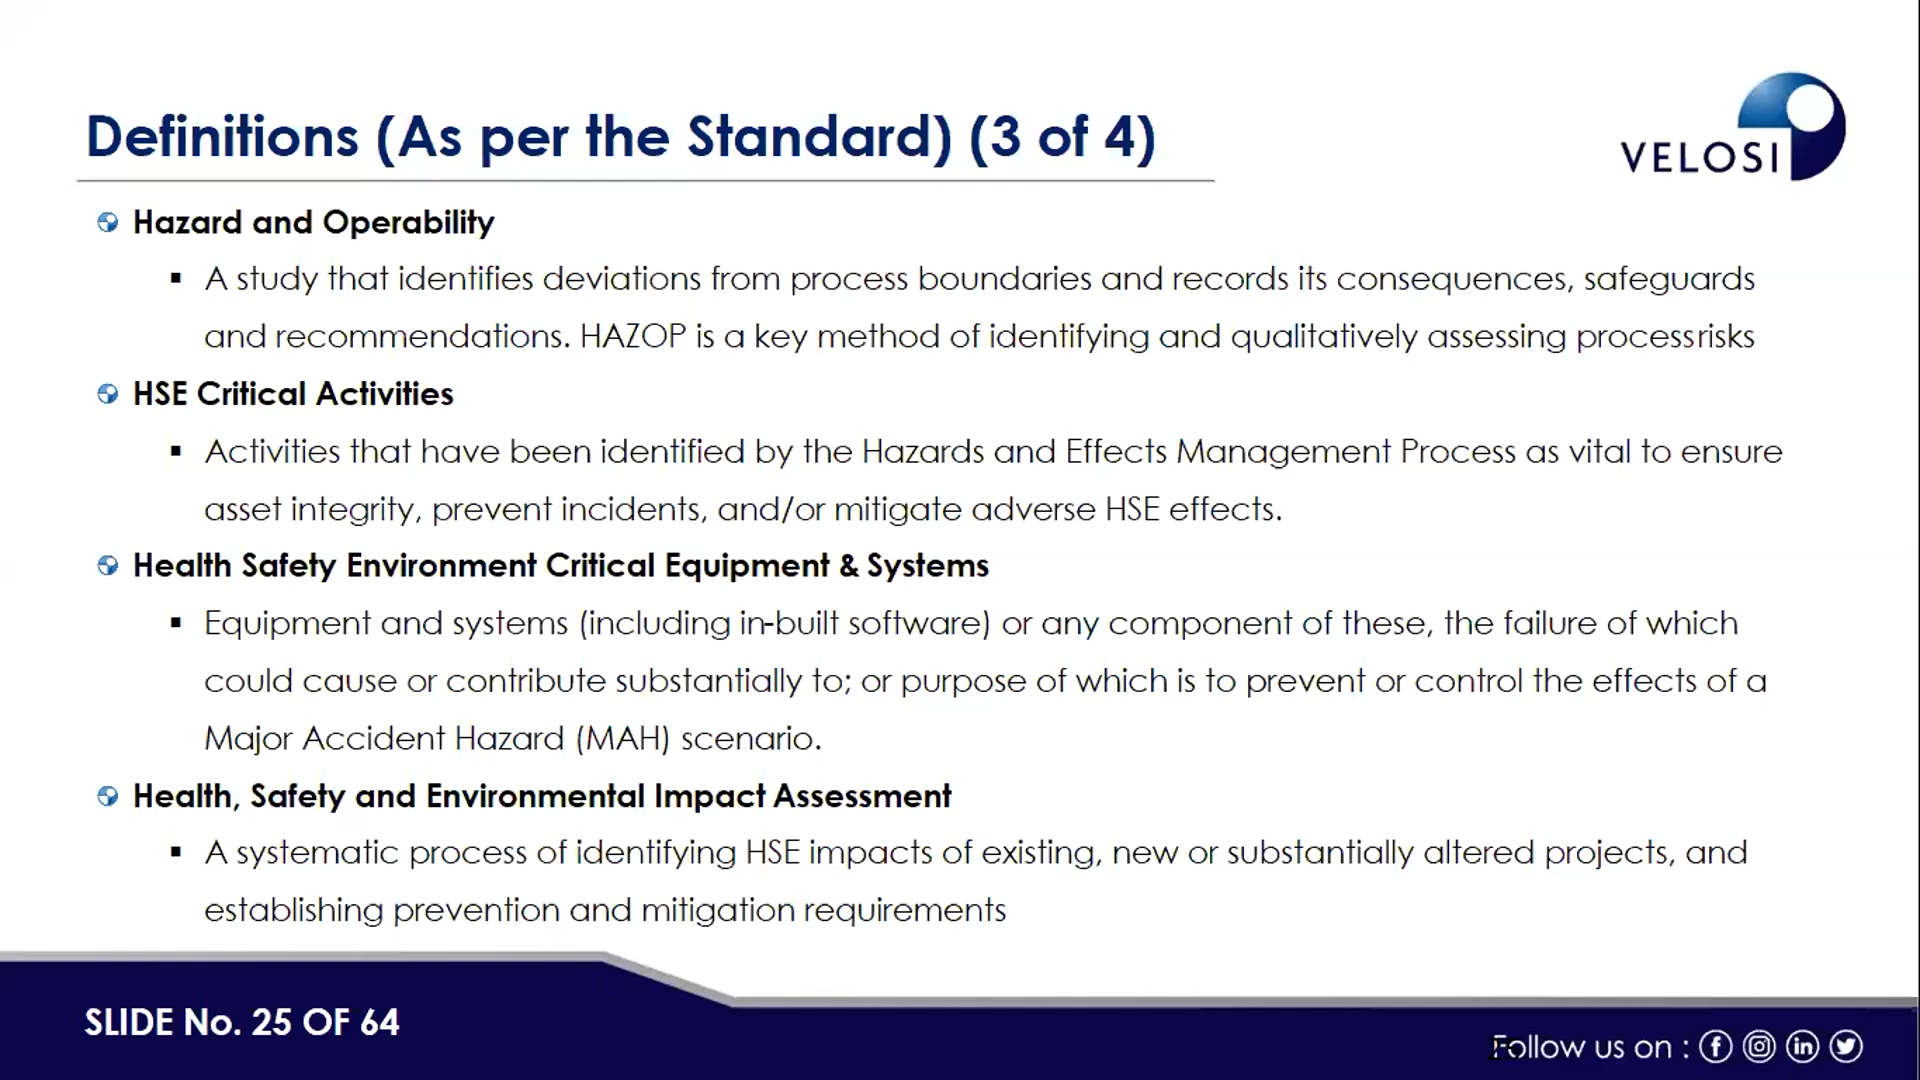 Definitions (As per the Standard) (3 of 4)
VELOSI
Hazard and Operability
▪ A study that identifies deviations from process boundaries and records its consequences, safeguards
and recommendations. HAZOP is a key method of identifying and qualitatively assessing process risks
HSE Critical Activities
▪ Activities that have been identified by the Hazards and Effects Management Process as vital to ensure
asset integrity, prevent incidents, and/or mitigate adverse HSE effects.
Health Safety Environment Critical Equipment & Systems
▪ Equipment and systems (including in-built software) or any component of these, the failure of which
could cause or contribute substantially to; or purpose of which is to prevent or control the effects of a
Major Accident Hazard (MAH) scenario.
Health, Safety and Environmental Impact Assessment
▪ A systematic process of identifying HSE impacts of existing, new or substantially altered projects, and
establishing prevention and mitigation requirements
SLIDE No. 25 OF 64
Follow us on :